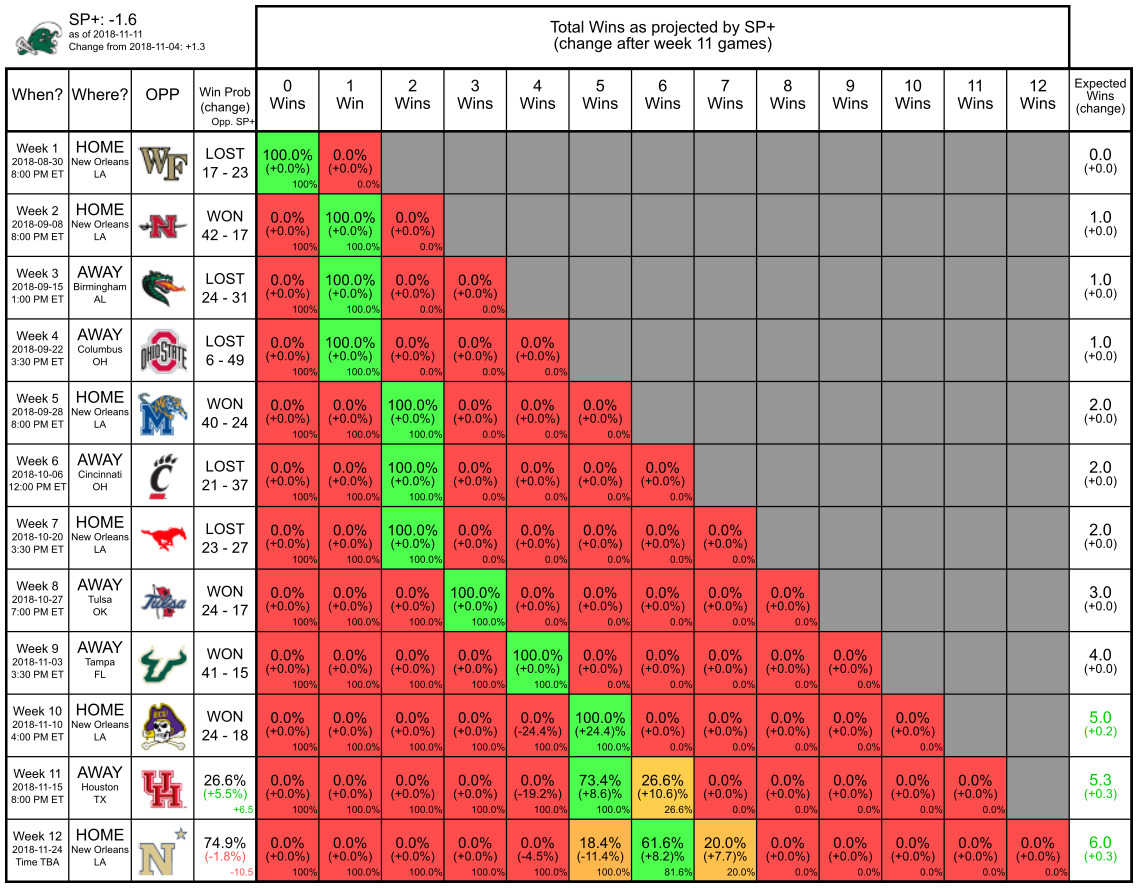 SP+: -1.6
as of 2018-11-11
Change from 2018-11-04: +1.3
Total Wins as projected by SP+
(change after week 11 games)
When? Where? OPP Win Prob (change) Opp. SP+ 0 Wins 1 Win 2 Wins 3 Wins 4 Wins 5 Wins 6 Wins 7 Wins 8 Wins 9 Wins 10 Wins 11 Wins 12 Wins Expected Wins (change)
Week 1 HOME WF LOST 100.0% 0.0% 0.0
2018-08-30 New Orleans (+0.0%) (+0.0%) (+0.0)
8:00 PM ET LA 17 - 23 100% 0.0%
Week 2 HOME N WON 0.0% 100.0% 0.0% 1.0
2018-09-08 New Orleans (+0.0%) (+0.0%) (+0.0%) (+0.0)
8:00 PM ET LA 42 - 17 100% 100.0% 0.0%
Week 3 AWAY LOST 0.0% 100.0% 0.0% 0.0% 1.0
2018-09-15 Birmingham (+0.0%) (+0.0%) (+0.0%) (+0.0%) (+0.0)
1:00 PM ET AL 24 - 31 100% 100.0% 0.0% 0.0%
Week 4 AWAY OHIO STATE LOST 0.0% 100.0% 0.0% 0.0% 0.0% 1.0
2018-09-22 Columbus (+0.0%) (+0.0%) (+0.0%) (+0.0%) (+0.0%) (+0.0)
3:30 PM ET OH 6 - 49 100% 100.0% 0.0% 0.0% 0.0%
Week 5 HOME M WON 0.0% 0.0% 100.0% 0.0% 0.0% 0.0% 2.0
2018-09-28 New Orleans (+0.0%) (+0.0%) (+0.0%) (+0.0%) (+0.0%) (+0.0%) (+0.0)
8:00 PM ET LA 40 - 24 100% 100.0% 100.0% 0.0% 0.0% 0.0%
Week 6 AWAY C LOST 0.0% 0.0% 100.0% 0.0% 0.0% 0.0% 0.0% 2.0
2018-10-06 Cincinnati (+0.0%) (+0.0%) (+0.0%) (+0.0%) (+0.0%) (+0.0%) (+0.0%) (+0.0)
12:00 PM ET OH 21 - 37 100% 100.0% 100.0% 0.0% 0.0% 0.0% 0.0%
Week 7 HOME LOST 0.0% 0.0% 100.0% 0.0% 0.0% 0.0% 0.0% 0.0% 2.0
2018-10-20 New Orleans (+0.0%) (+0.0%) (+0.0%) (+0.0%) (+0.0%) (+0.0%) (+0.0%) (+0.0%) (+0.0)
3:30 PM ET LA 23 - 27 100% 100.0% 100.0% 0.0% 0.0% 0.0% 0.0% 0.0%
Week 8 AWAY Tulsa WON 0.0% 0.0% 0.0% 100.0% 0.0% 0.0% 0.0% 0.0% 0.0% 3.0
2018-10-27 Tulsa (+0.0%) (+0.0%) (+0.0%) (+0.0%) (+0.0%) (+0.0%) (+0.0%) (+0.0%) (+0.0%) (+0.0)
7:00 PM ET OK 24 - 17 100% 100.0% 100.0% 100.0% 0.0% 0.0% 0.0% 0.0% 0.0%
Week 9 AWAY WON 0.0% 0.0% 0.0% 0.0% 100.0% 0.0% 0.0% 0.0% 0.0% 0.0% 4.0
2018-11-03 Tampa (+0.0%) (+0.0%) (+0.0%) (+0.0%) (+0.0%) (+0.0%) (+0.0%) (+0.0%) (+0.0%) (+0.0%) (+0.0)
3:30 PM ET FL 41 - 15 100% 100.0% 100.0% 100.0% 100.0% 0.0% 0.0% 0.0% 0.0% 0.0%
Week 10 HOME ECU WON 0.0% 0.0% 0.0% 0.0% 0.0% 100.0% 0.0% 0.0% 0.0% 0.0% 0.0% 5.0
2018-11-10 New Orleans (+0.0%) (+0.0%) (+0.0%) (+0.0%) (-24.4%) (+24.4)% (+0.0%) (+0.0%) (+0.0%) (+0.0%) (+0.0%) (+0.2)
4:00 PM ET LA 24 - 18 100% 100.0% 100.0% 100.0% 100.0% 100.0% 0.0% 0.0% 0.0% 0.0% 0.0%
Week 11 AWAY UH 26.6% 0.0% 0.0% 0.0% 0.0% 0.0% 73.4% 26.6% 0.0% 0.0% 0.0% 0.0% 0.0% 5.3
2018-11-15 Houston (+5.5%) (+0.0%) (+0.0%) (+0.0%) (+0.0%) (-19.2%) (+8.6)% (+10.6)% (+0.0%) (+0.0%) (+0.0%) (+0.0%) (+0.0%) (+0.3)
8:00 PM ET TX +6.5 100% 100.0% 100.0% 100.0% 100.0% 100.0% 26.6% 0.0% 0.0% 0.0% 0.0% 0.0%
Week 12 HOME N 74.9% 0.0% 0.0% 0.0% 0.0% 0.0% 18.4% 61.6% 20.0% 0.0% 0.0% 0.0% 0.0% 0.0% 6.0
2018-11-24 New Orleans (-1.8%) (+0.0%) (+0.0%) (+0.0%) (+0.0%) (-4.5%) (-11.4%) (+8.2)% (+7.7)% (+0.0%) (+0.0%) (+0.0%) (+0.0%) (+0.0%) (+0.3)
Time TBA LA -10.5 100% 100.0% 100.0% 100.0% 100.0% 100.0% 81.6% 20.0% 0.0% 0.0% 0.0% 0.0% 0.0%